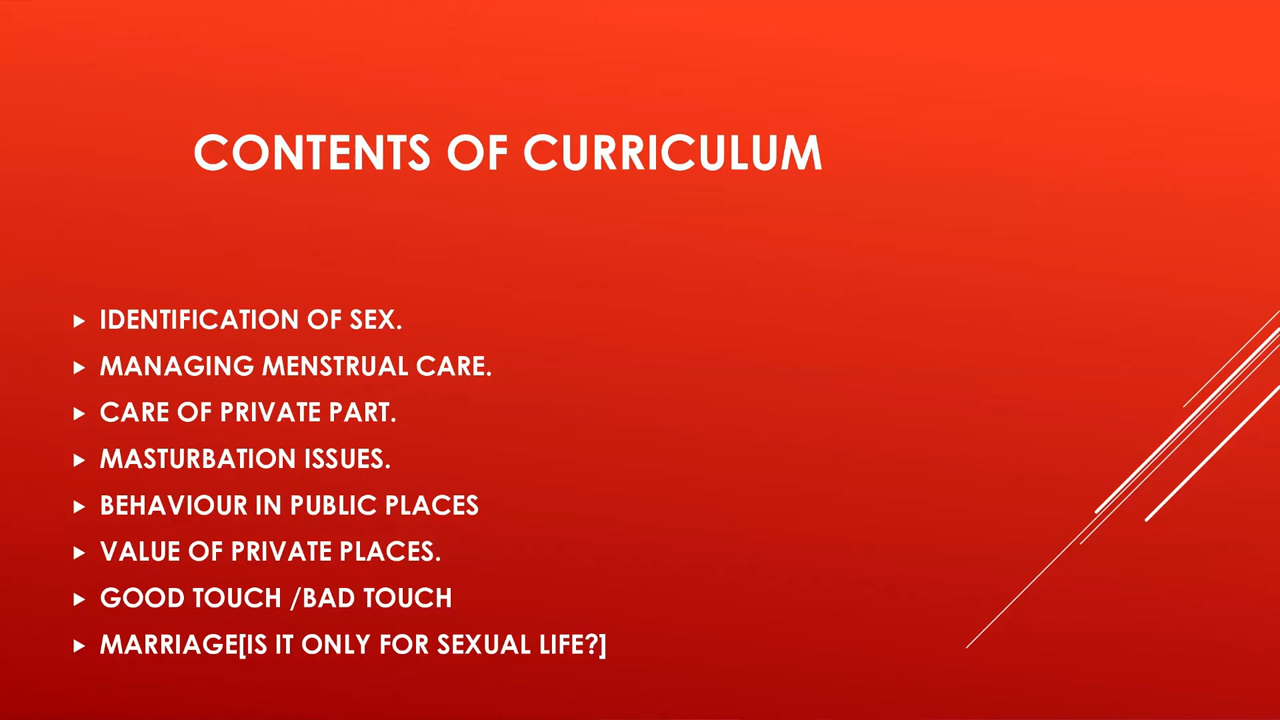 CONTENTS OF CURRICULUM
IDENTIFICATION OF SEX.
MANAGING MENSTRUAL CARE.
CARE OF PRIVATE PART.
MASTURBATION ISSUES.
BEHAVIOUR IN PUBLIC PLACES
VALUE OF PRIVATE PLACES.
GOOD TOUCH /BAD TOUCH
MARRIAGE[IS IT ONLY FOR SEXUAL LIFE?]